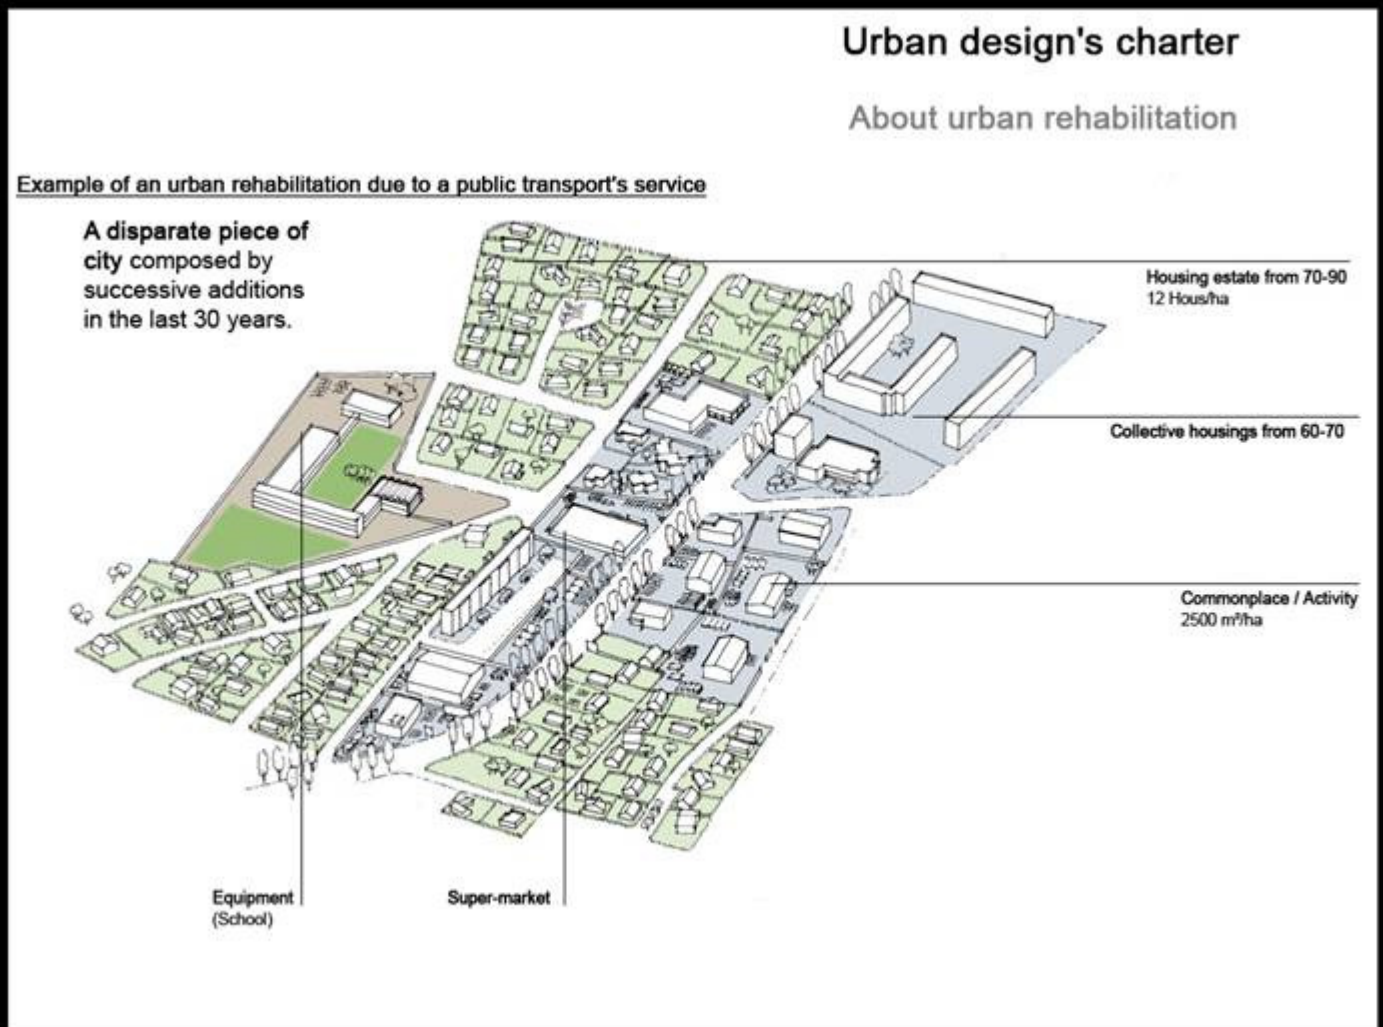 Urban design's charter
About urban rehabilitation
Example of an urban rehabilitation due to a public transport's service
A disparate piece of
city composed by
successive additions
in the last 30 years.
Housing estate from 70-90
12 Hous/ha
Collective housings from 60-70
Commonplace / Activity
2500 m²/ha
Equipment
(School)
Super-market